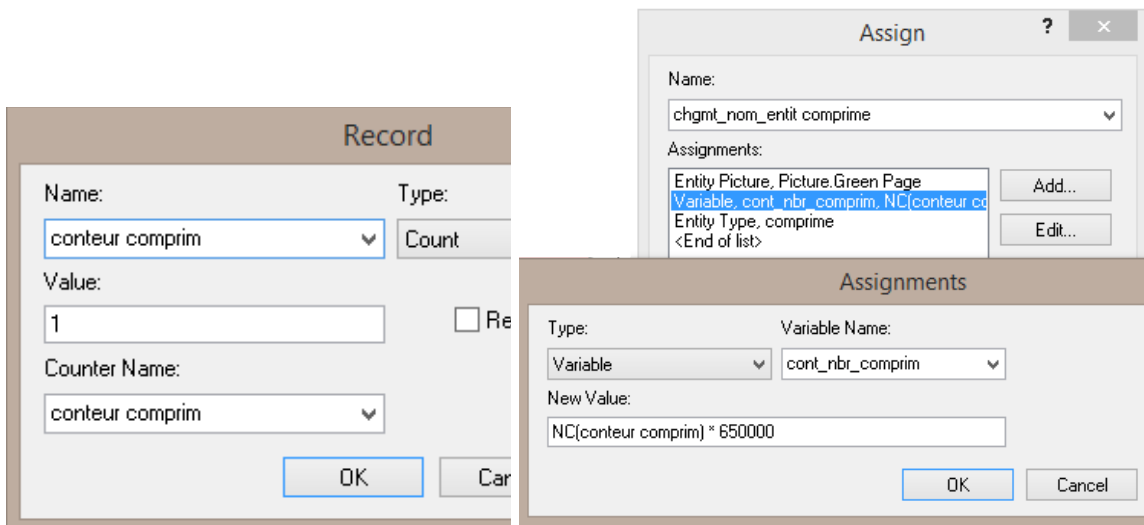 Record
Name:
Type:
conteur comprim
Count
Value:
1
Re
Counter Name:
conteur comprim
OK
Can
Assign
?
Name:
chgmt_nom_entit comprime
Assignments:
Entity Picture, Picture.Green Page
Variable, cont_nbr_comprim, NC(conteur co
Entity Type, comprime
<End of list>
Add...
Edit...
Assignments
Type:
Variable Name:
Variable
cont_nbr_comprim
New Value:
NC(conteur comprim) * 650000
OK
Cancel